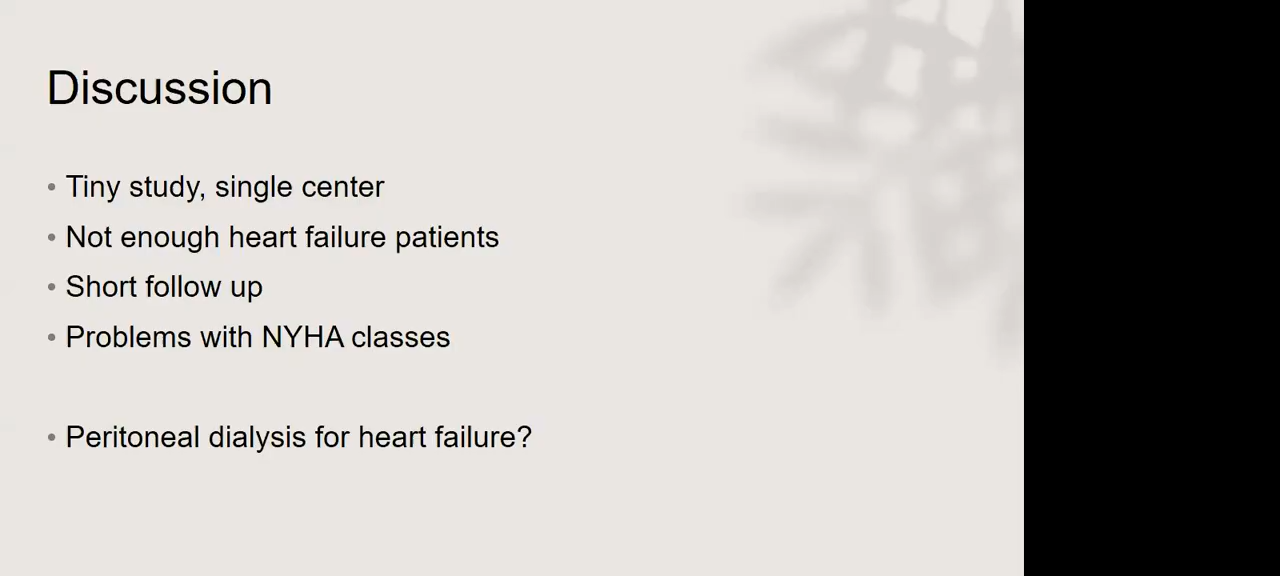 Discussion
• Tiny study, single center
• Not enough heart failure patients
• Short follow up
• Problems with NYHA classes
• Peritoneal dialysis for heart failure?